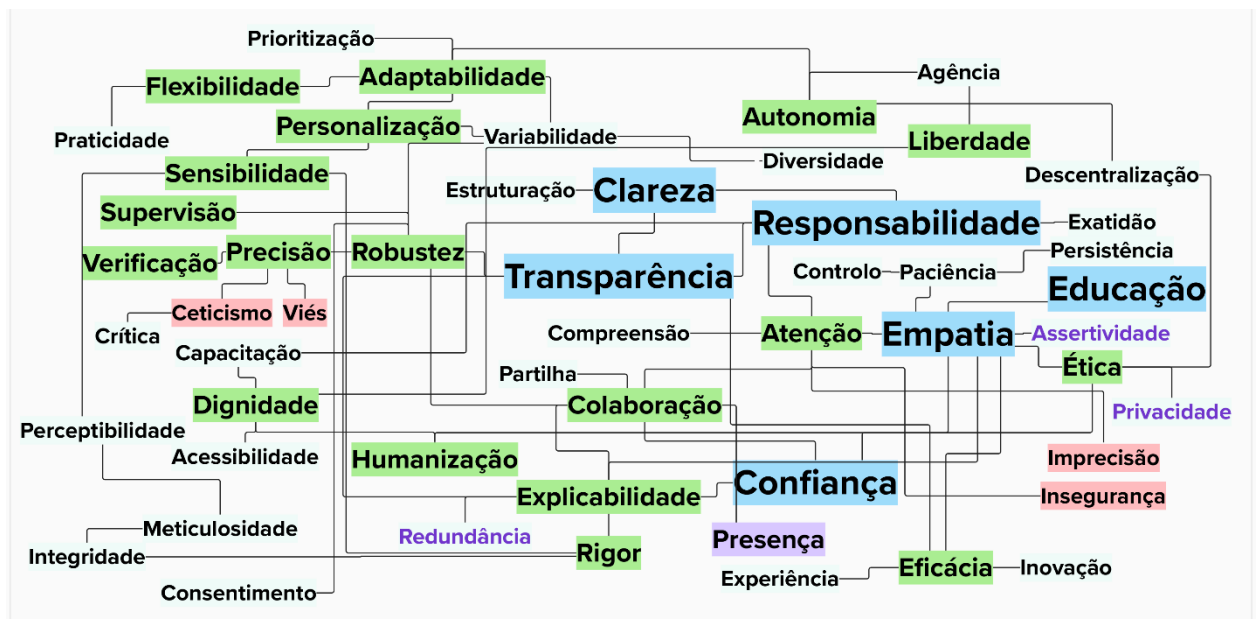 Prioritização
Agência
Flexibilidade
Adaptabilidade
Autonomia
Personalização
Variabilidade
Liberdade
Praticidade
Diversidade
Sensibilidade
Descentralização
Estruturação
Clareza
Supervisão
Responsabilidade
Exatidão
Precisão
Robustez
Persistência
Verificação
Transparência
Controlo
Paciência
Educação
Ceticismo
Viés
Crítica
Compreensão
Atenção
Empatia
Assertividade
Capacitação
Ética
Partilha
Dignidade
Colaboração
Privacidade
Perceptibilidade
Acessibilidade
Humanização
Imprecisão
Confiança
Explicabilidade
Insegurança
Meticulosidade
Redundância
Presença
Integridade
Rigor
Experiência
Eficácia
Inovação
Consentimento